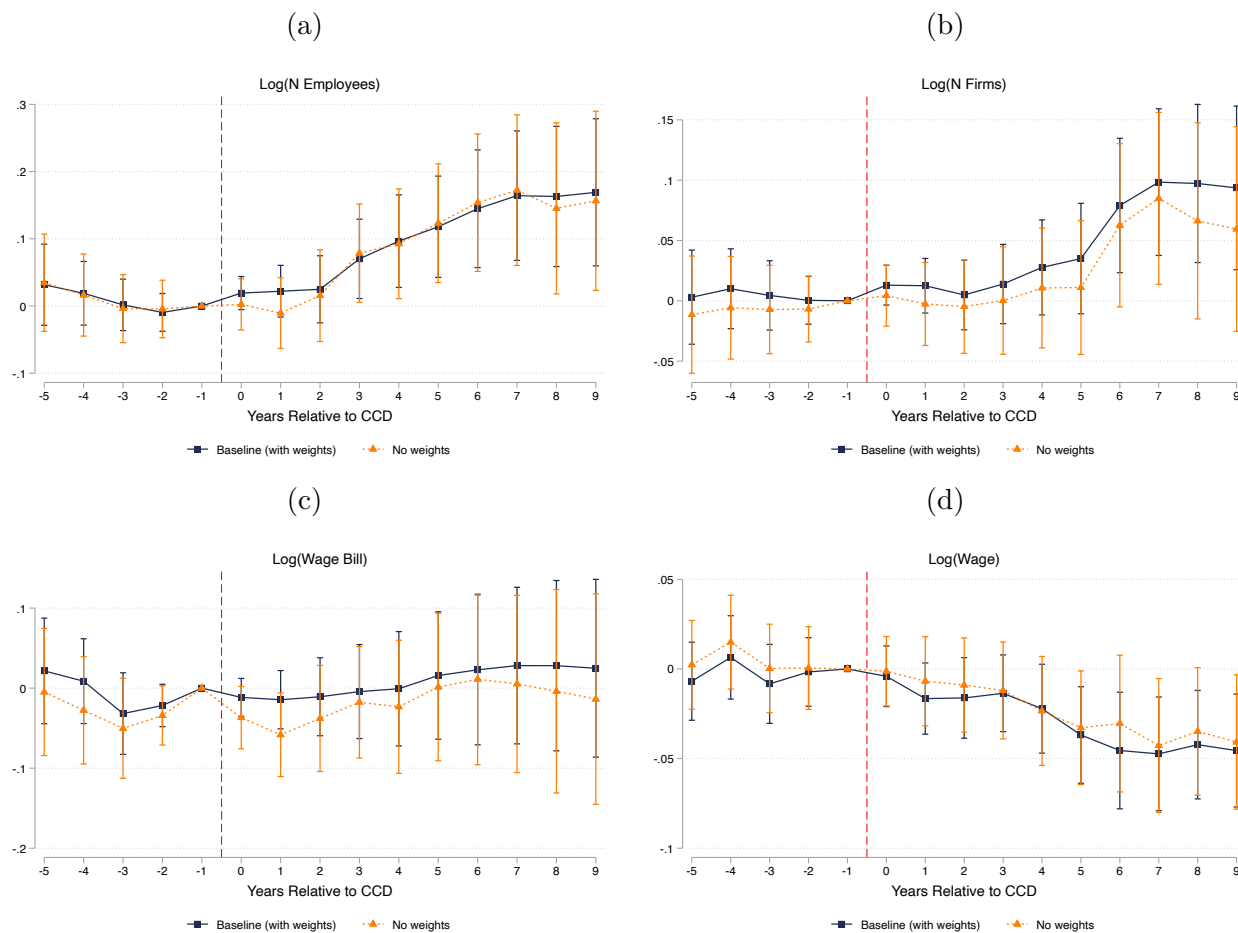 (a)
Log(N Employees)
.3
.2
.1
0
-.1
-5 -4 -3 -2 -1 0 1 2 3 4 5 6 7 8 9
Years Relative to CCD
Baseline (with weights) No weights
(b)
Log(N Firms)
.15
.1
.05
0
-.05
-5 -4 -3 -2 -1 0 1 2 3 4 5 6 7 8 9
Years Relative to CCD
Baseline (with weights) No weights
(c)
Log(Wage Bill)
.1
0
-.1
-.2
-5 -4 -3 -2 -1 0 1 2 3 4 5 6 7 8 9
Years Relative to CCD
Baseline (with weights) No weights
(d)
Log(Wage)
.05
0
-.05
-.1
-5 -4 -3 -2 -1 0 1 2 3 4 5 6 7 8 9
Years Relative to CCD
Baseline (with weights) No weights